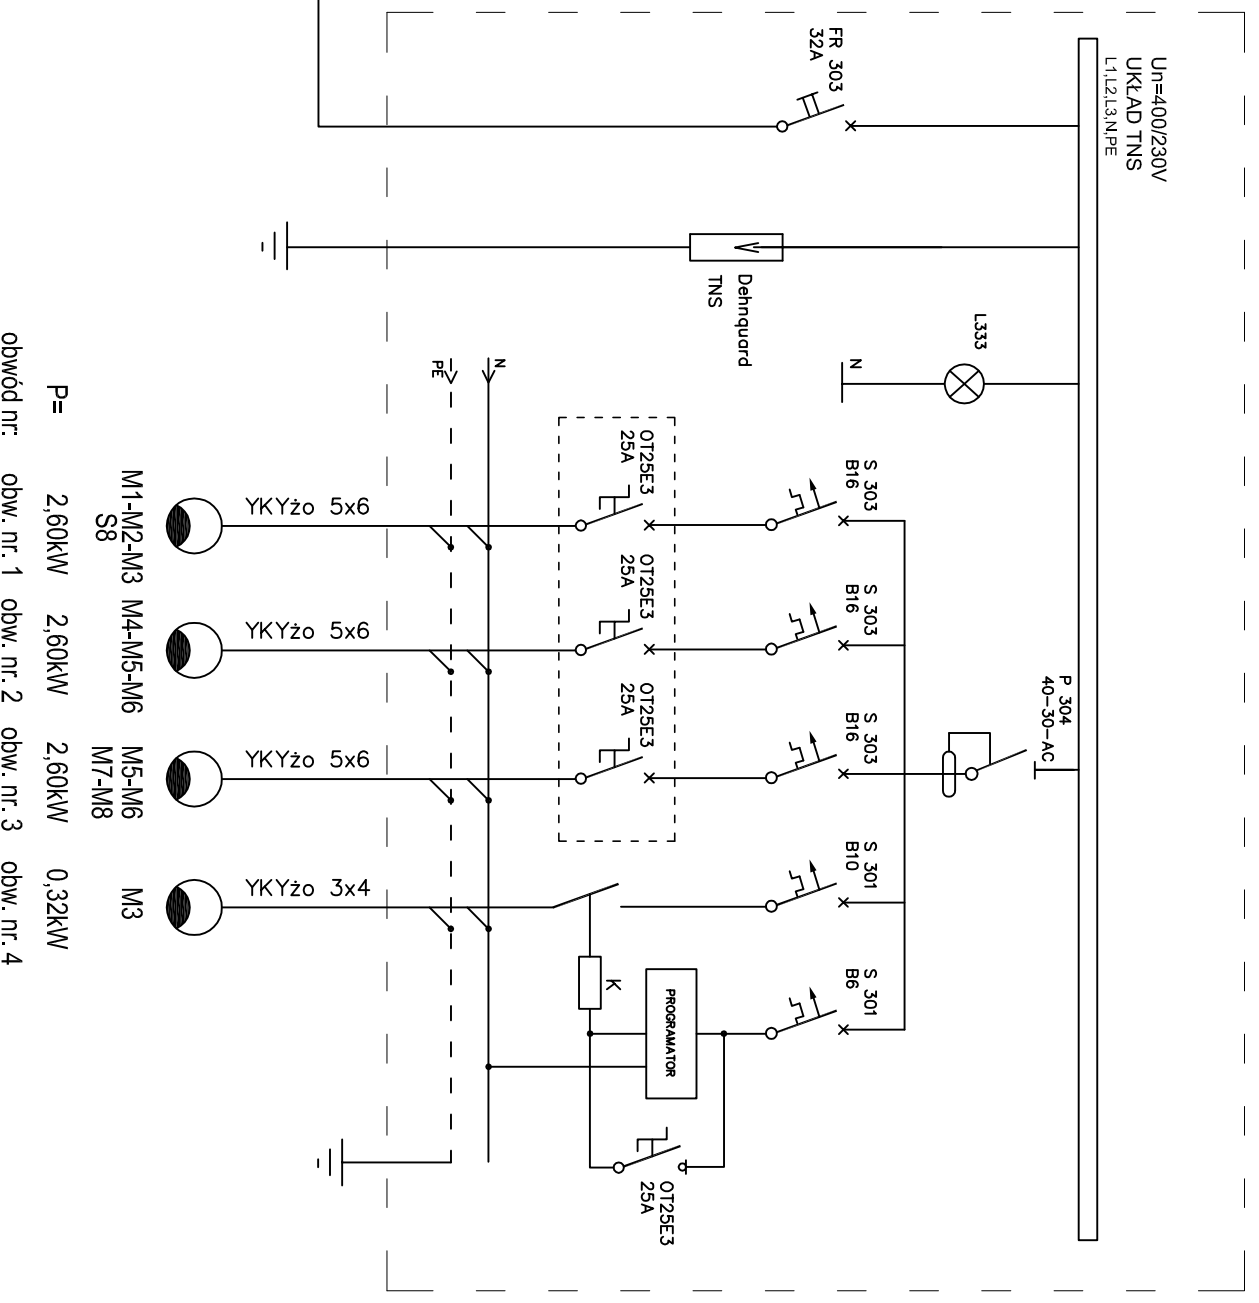 Un=400/230V
UKŁAD TNS
L1,L2,L3,N,PE
FR 303
32A
Dehnquard
TNS
L333
N
P 304
40-30-AC
S 303
B16
S 303
B16
S 303
B16
S 301
B10
S 301
B6
OT25E3
25A
OT25E3
25A
OT25E3
25A
K
PROGRAMATOR
OT25E3
25A
N
PE
YKYżo 5x6
YKYżo 5x6
YKYżo 5x6
YKYżo 3x4
M1-M2-M3
S8
M4-M5-M6
M5-M6
M7-M8
M3
P= 2,60kW 2,60kW 2,60kW 0,32kW
obwód nr: obw. nr. 1 obw. nr. 2 obw. nr. 3 obw. nr. 4